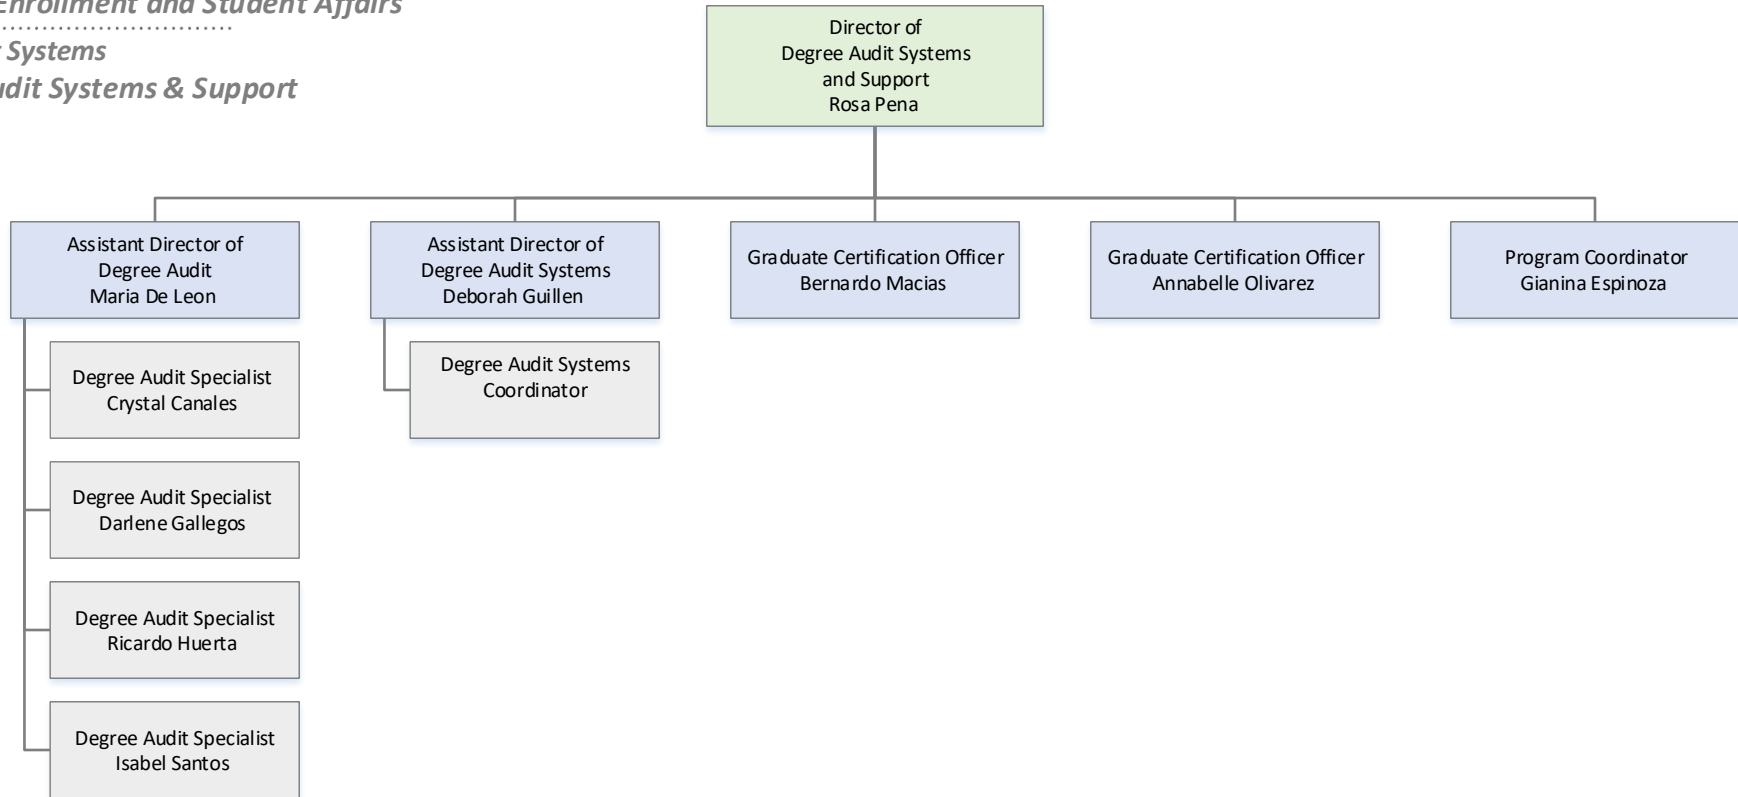 Enrollment and Student Affairs
Systems
udit Systems & Support
Director of
Degree Audit Systems
and Support
Rosa Pena
Assistant Director of
Degree Audit
Maria De Leon
Assistant Director of
Degree Audit Systems
Deborah Guillen
Graduate Certification Officer
Bernardo Macias
Graduate Certification Officer
Annabelle Olivarez
Program Coordinator
Gianina Espinoza
Degree Audit Specialist
Crystal Canales
Degree Audit Systems
Coordinator
Degree Audit Specialist
Darlene Gallegos
Degree Audit Specialist
Ricardo Huerta
Degree Audit Specialist
Isabel Santos